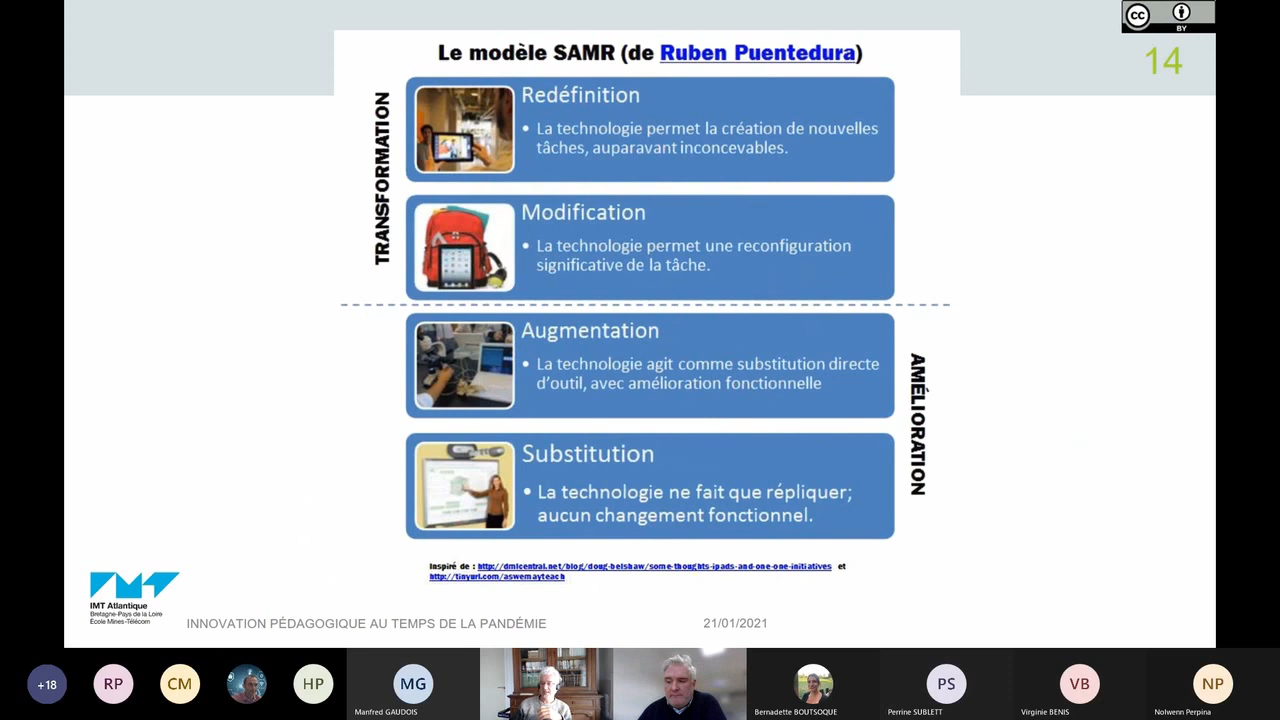 Le modèle SAMR (de Ruben Puentedura)
cc
BY
14
TRANSFORMATION
Redéfinition
• La technologie permet la création de nouvelles
tâches, auparavant inconcevables.
Modification
• La technologie permet une reconfiguration
significative de la tâche.
Augmentation
• La technologie agit comme substitution directe
d'outil, avec amélioration fonctionnelle
AMÉLIORATION
Substitution
• La technologie ne fait que répliquer;
aucun changement fonctionnel.
Inspiré de : http://dmlcentral.net/blog/doug-belshaw/some-thoughts-ipads-and-one-one-initiatives et
http://tinyurl.com/aswemayteach
IMT Atlantique
Bretagne-Pays de la Loire
École Mines-Télécom
INNOVATION PÉDAGOGIQUE AU TEMPS DE LA PANDÉMIE
21/01/2021
+18
RP
CM
HP
MG
PS
VB
NP
Manfred GAUDOIS
Bernadette BOUTSOQUE
Perrine SUBLETT
Virginie BENIS
Nolwenn Perpina